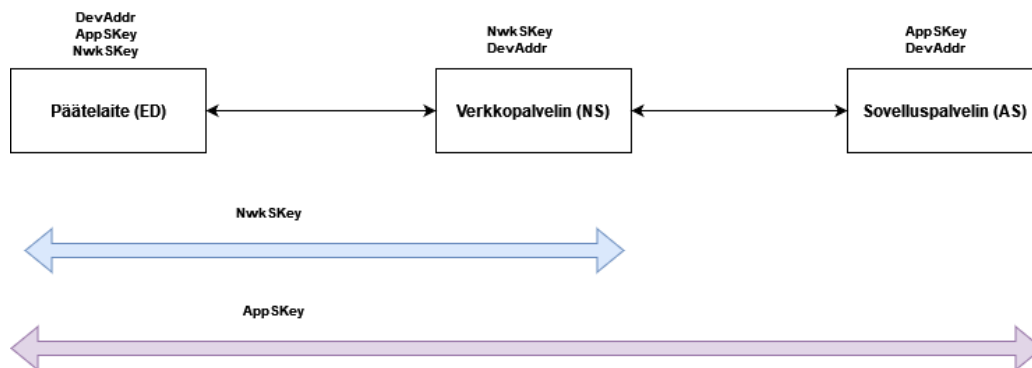 DevAddr
AppSKey
NwkSKey
NwkSKey
DevAddr
AppSKey
DevAddr
Päätelaite (ED)
Verkkopalvelin (NS)
Sovelluspalvelin (AS)
NwkSKey
AppSKey